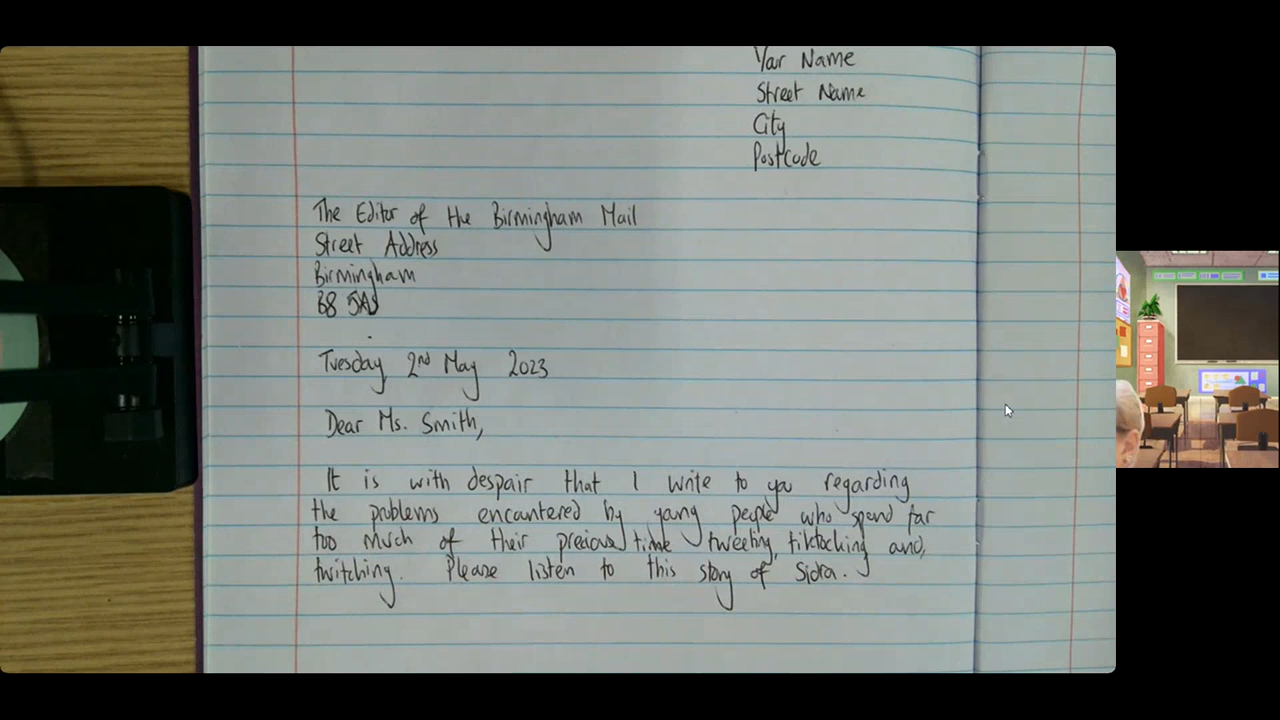 Your Name
Street Name
City
Postcode
The Editor of the Birmingham Mail
Street Address
Birmingham
B8 5AS
Tuesday 2nd May 2023
Dear Ms. Smith,
It is with despair that I write to you regarding
the problems encountered by young people who spend far
too much of their precious time tweeting, tiktocking and,
twitching. Please listen to this story of Sidra.